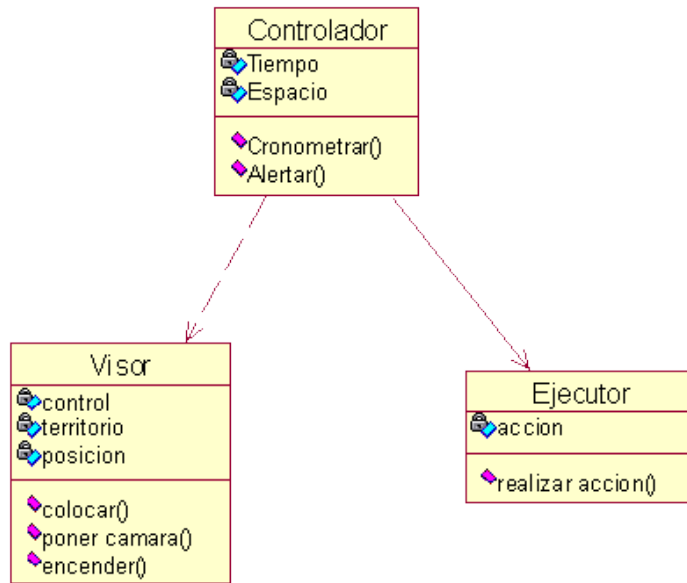 Controlador
Tiempo
Espacio
Cronometrar()
Alertar()
Visor
control
territorio
posicion
colocar()
poner camara()
encender()
Ejecutor
accion
realizar accion()